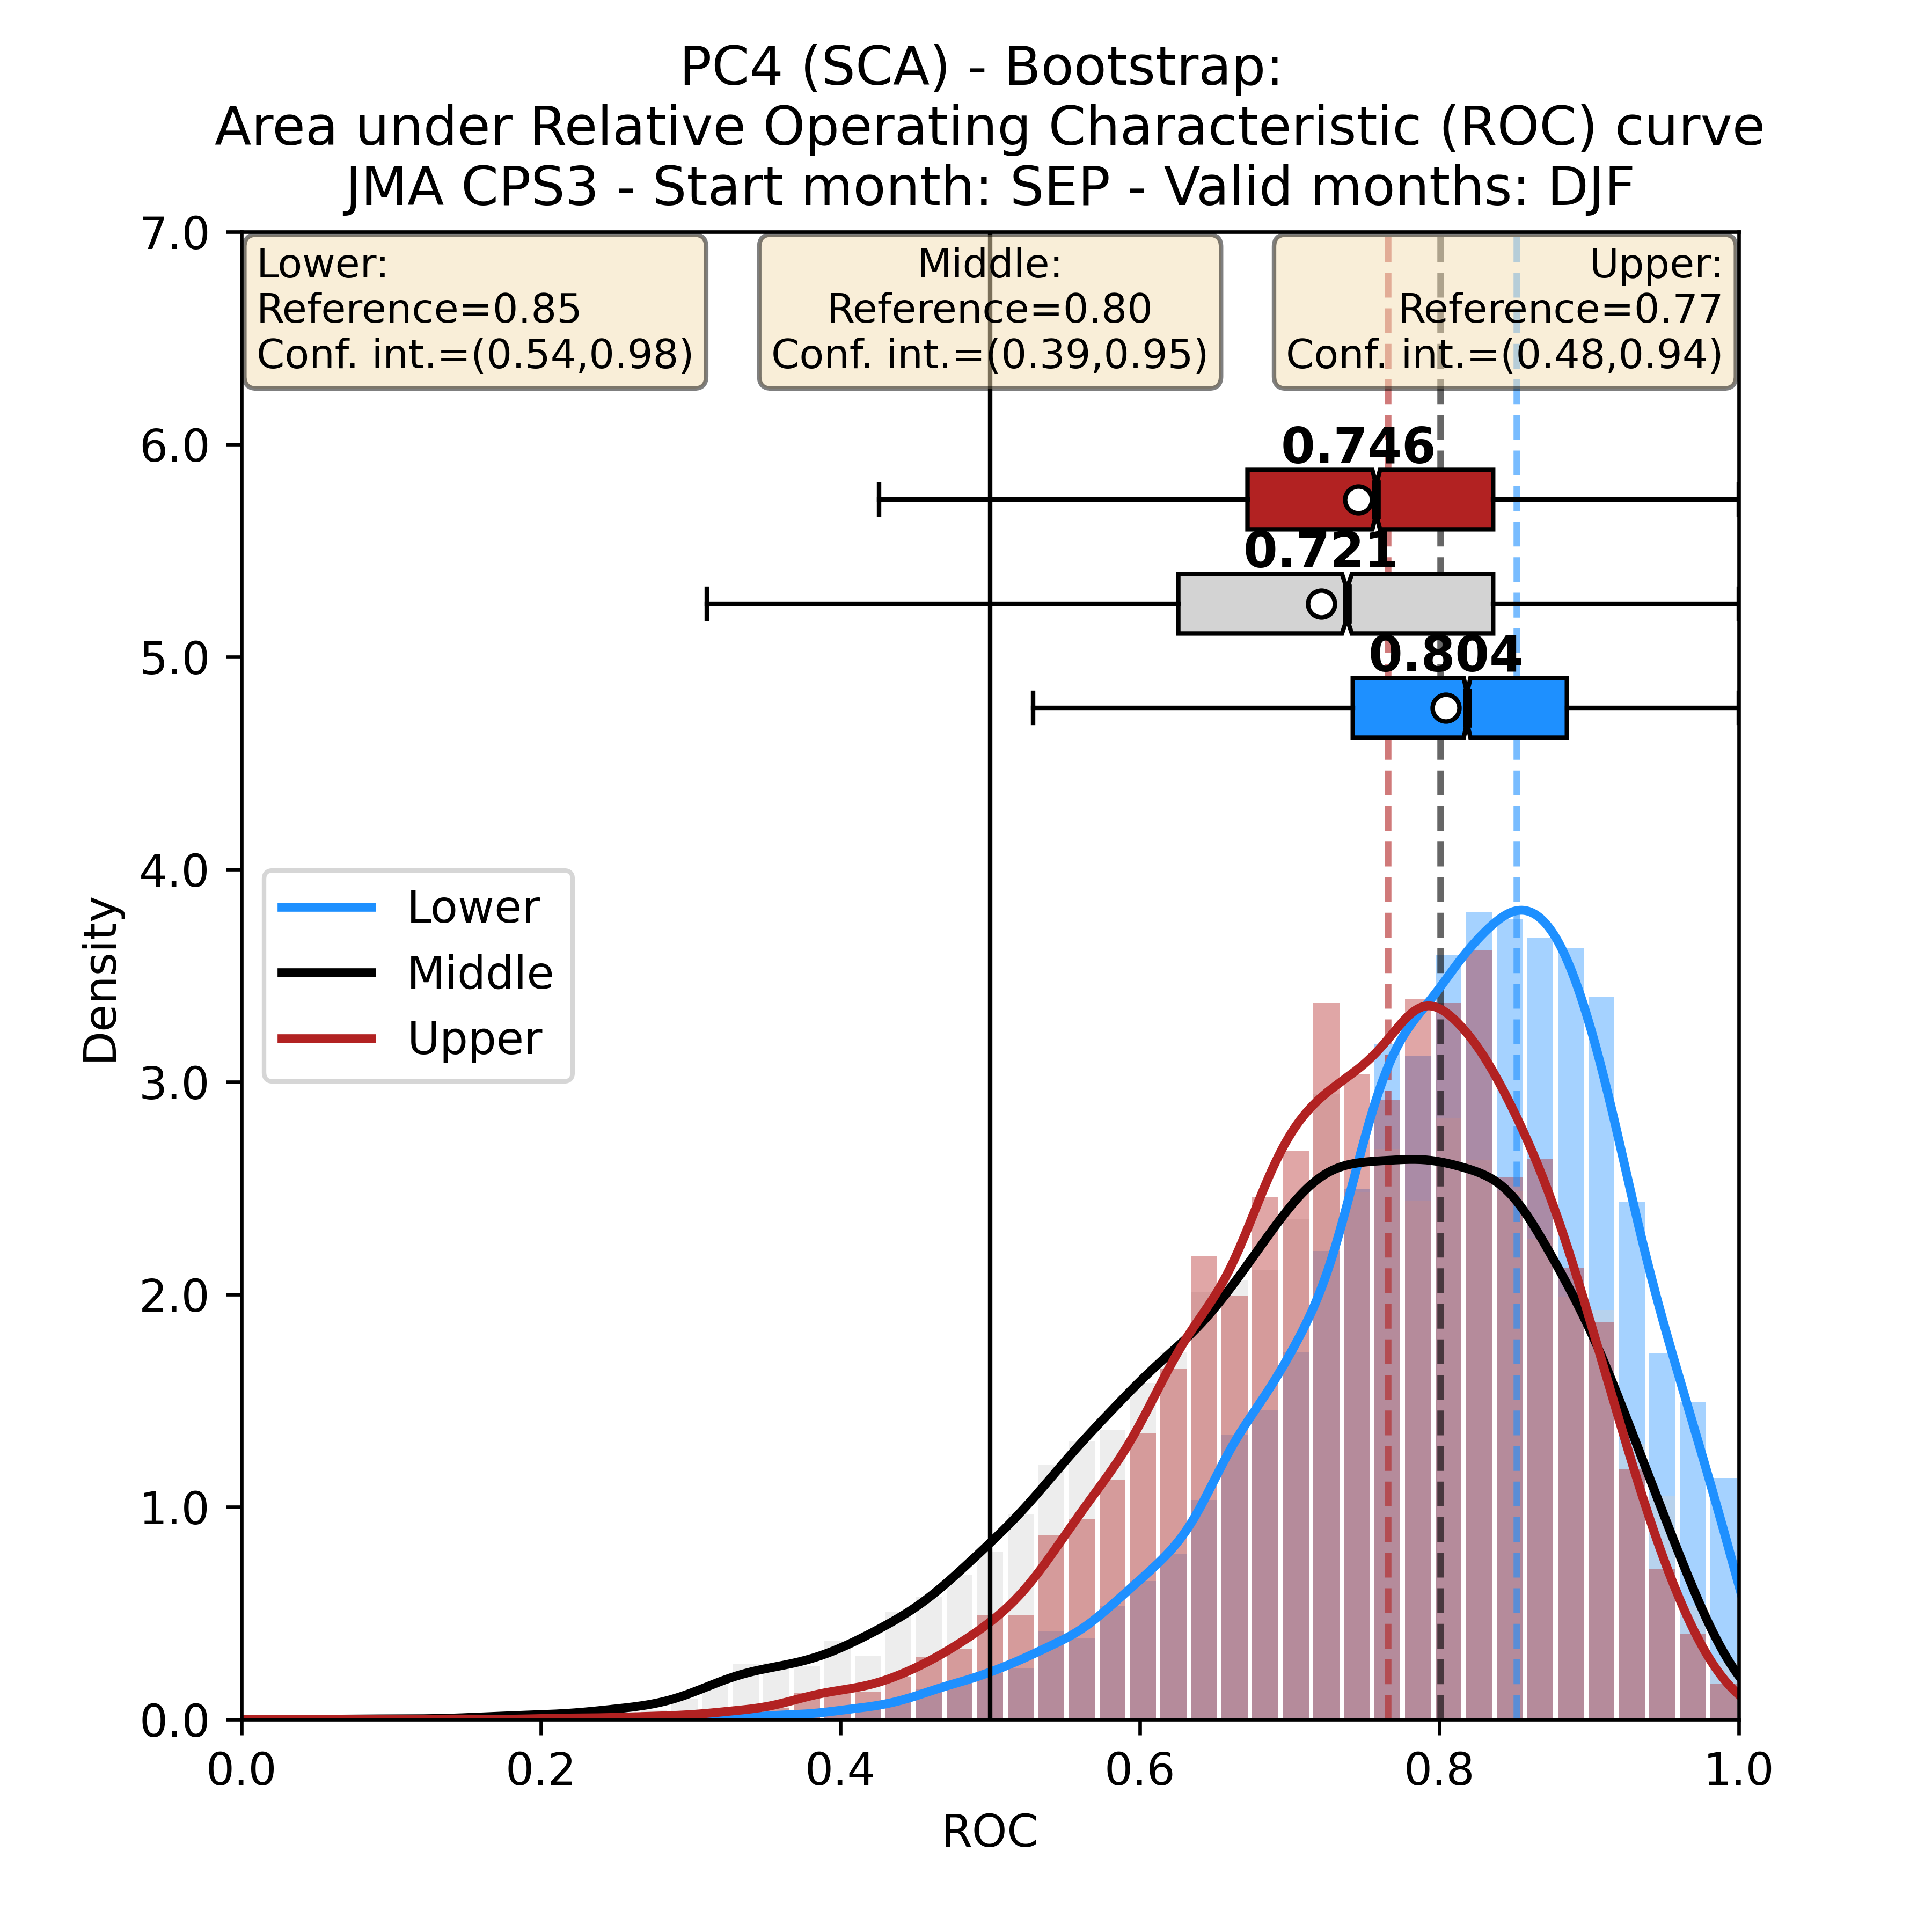 PC4 (SCA) - Bootstrap:
Area under Relative Operating Characteristic (ROC) curve
JMA CPS3 - Start month: SEP - Valid months: DJF
Lower:
Reference=0.85
Conf. int.=(0.54,0.98)
Middle:
Reference=0.80
Conf. int.=(0.39,0.95)
Upper:
Reference=0.77
Conf. int.=(0.48,0.94)
0.746
0.721
0.804
Lower
Middle
Upper
Density
7.0
6.0
5.0
4.0
3.0
2.0
1.0
0.0
0.0 0.2 0.4 0.6 0.8 1.0
ROC